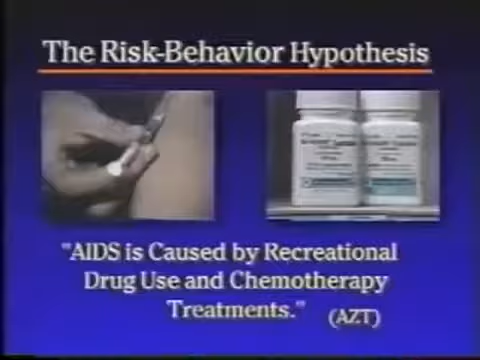 The Risk-Behavior Hypothesis
"AIDS is Caused by Recreational
Drug Use and Chemotherapy
Treatments." (AZT)